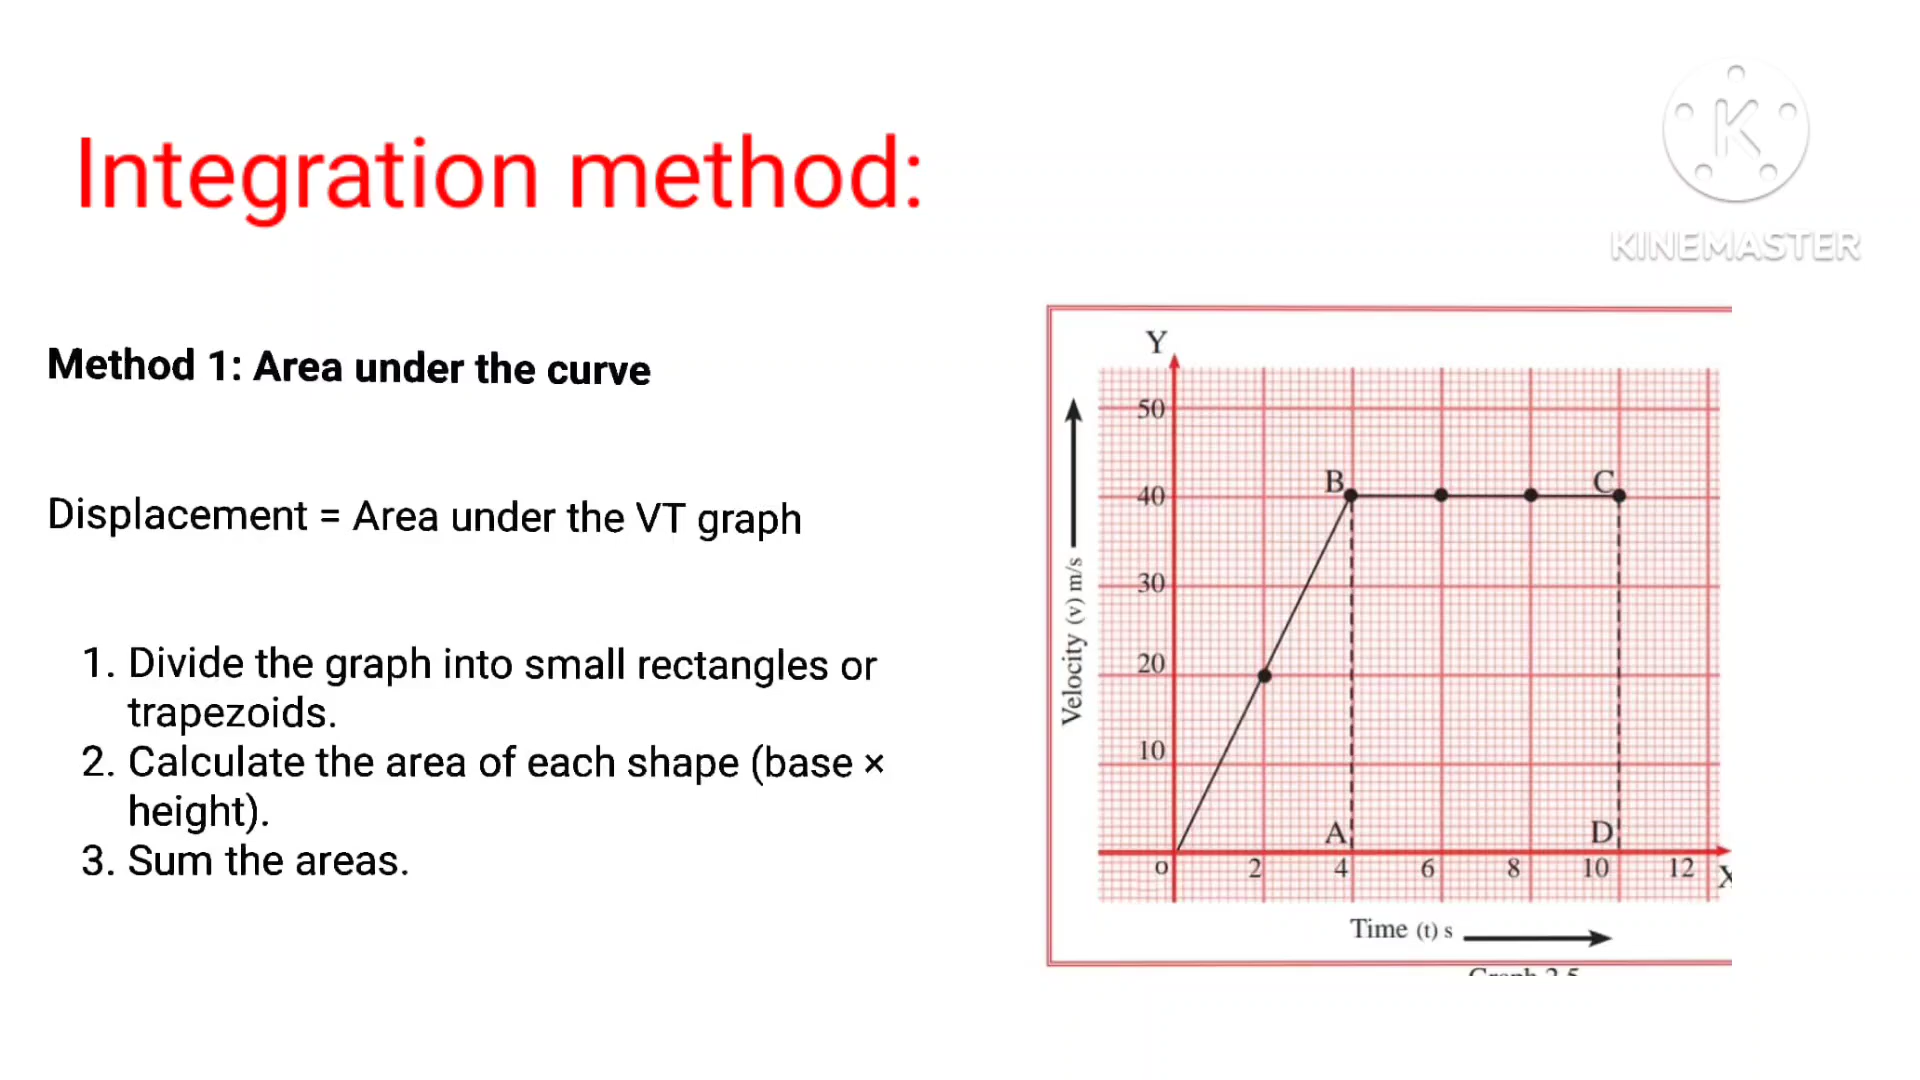 Integration method:
KINEMASTER
Method 1: Area under the curve
Displacement = Area under the VT graph
1. Divide the graph into small rectangles or
trapezoids.
2. Calculate the area of each shape (base ×
height).
3. Sum the areas.
Y
50
40
30
20
10
B
C
A
D
o
2
4
6
8
10
12
X
Velocity (v) m/s
Time (t) s